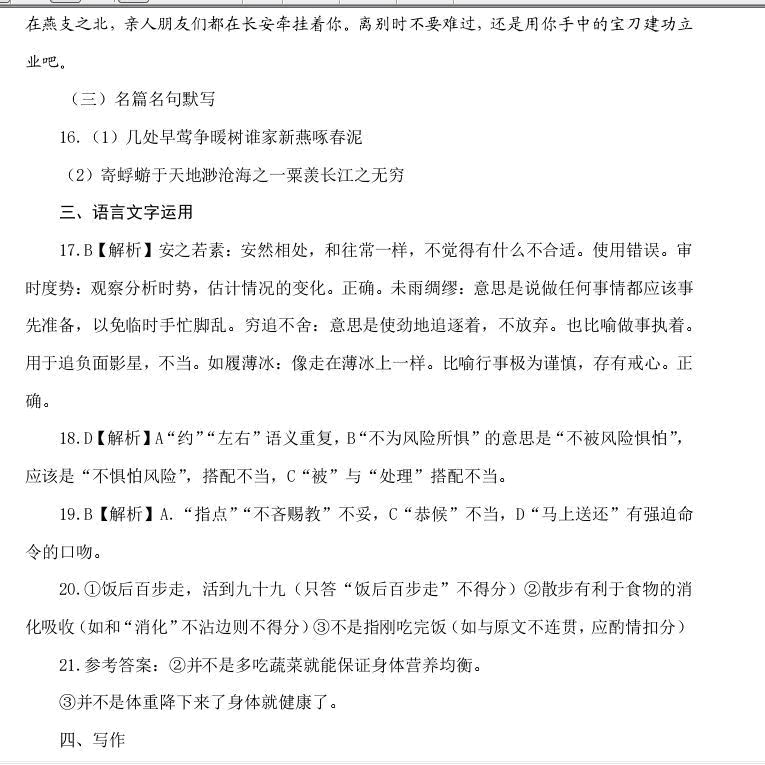 在燕支之北，亲人朋友们都在长安牵挂着你。离别时不要难过，还是用你手中的宝刀建功立
业吧。
（三）名篇名句默写
16.（1）几处早莺争暖树谁家新燕啄春泥
（2）寄蜉蝣于天地渺沧海之一粟羡长江之无穷
三、语言文字运用
17.B【解析】安之若素：安然相处，和往常一样，不觉得有什么不合适。使用错误。审
时度势：观察分析时势，估计情况的变化。正确。未雨绸缪：意思是说做任何事情都应该事
先准备，以免临时手忙脚乱。穷追不舍：意思是使劲地追逐着，不放弃。也比喻做事执着。
用于追负面影星，不当。如履薄冰：像走在薄冰上一样。比喻行事极为谨慎，存有戒心。正
确。
18.D【解析】A“约”“左右”语义重复，B“不为风险所惧”的意思是“不被风险惧怕”，
应该是“不惧怕风险”，搭配不当，C“被”与“处理”搭配不当。
19.B【解析】A.“指点”“不吝赐教”不妥，C“恭候”不当，D“马上送还”有强迫命
令的口吻。
20.①饭后百步走，活到九十九（只答“饭后百步走”不得分）②散步有利于食物的消
化吸收（如和“消化”不沾边则不得分）③不是指刚吃完饭（如与原文不连贯，应酌情扣分）
21.参考答案：②并不是多吃蔬菜就能保证身体营养均衡。
③并不是体重降下来了身体就健康了。
四、写作